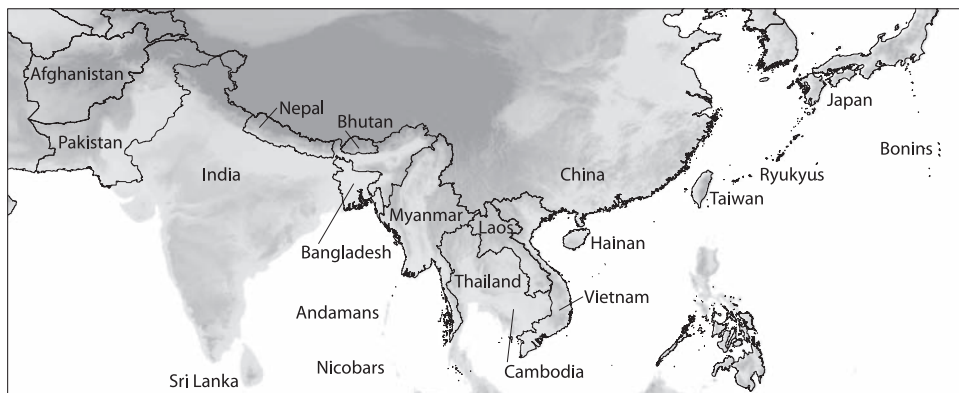 Afghanistan
Nepal
Japan
Bhutan
Pakistan
Bonins
India
China
Ryukyus
Taiwan
Myanmar
Laos
Hainan
Bangladesh
Thailand
Vietnam
Andamans
Nicobars
Cambodia
Sri Lanka